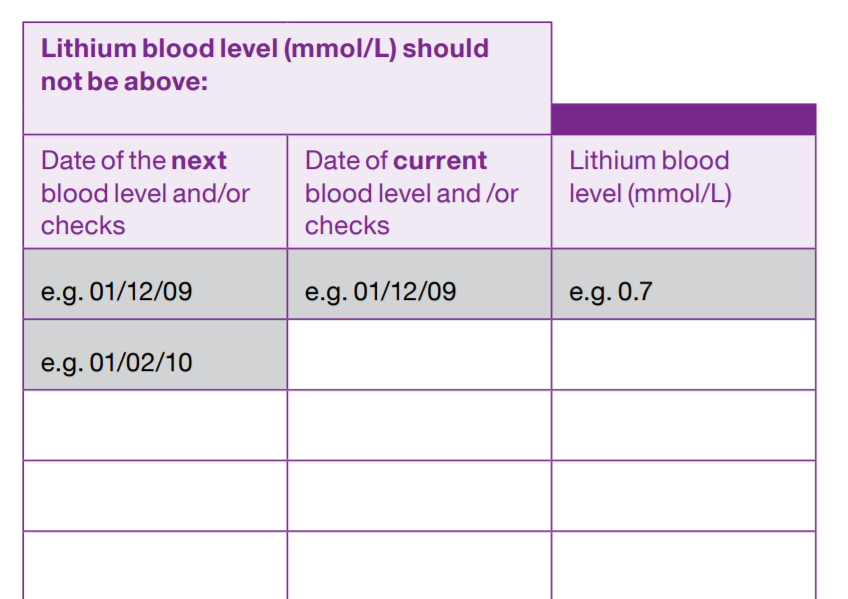 Lithium blood level (mmol/L) should
not be above:
Date of the next
blood level and/or
checks
Date of current
blood level and /or
checks
Lithium blood
level (mmol/L)
e.g. 01/12/09
e.g. 01/12/09
e.g. 0.7
e.g. 01/02/10